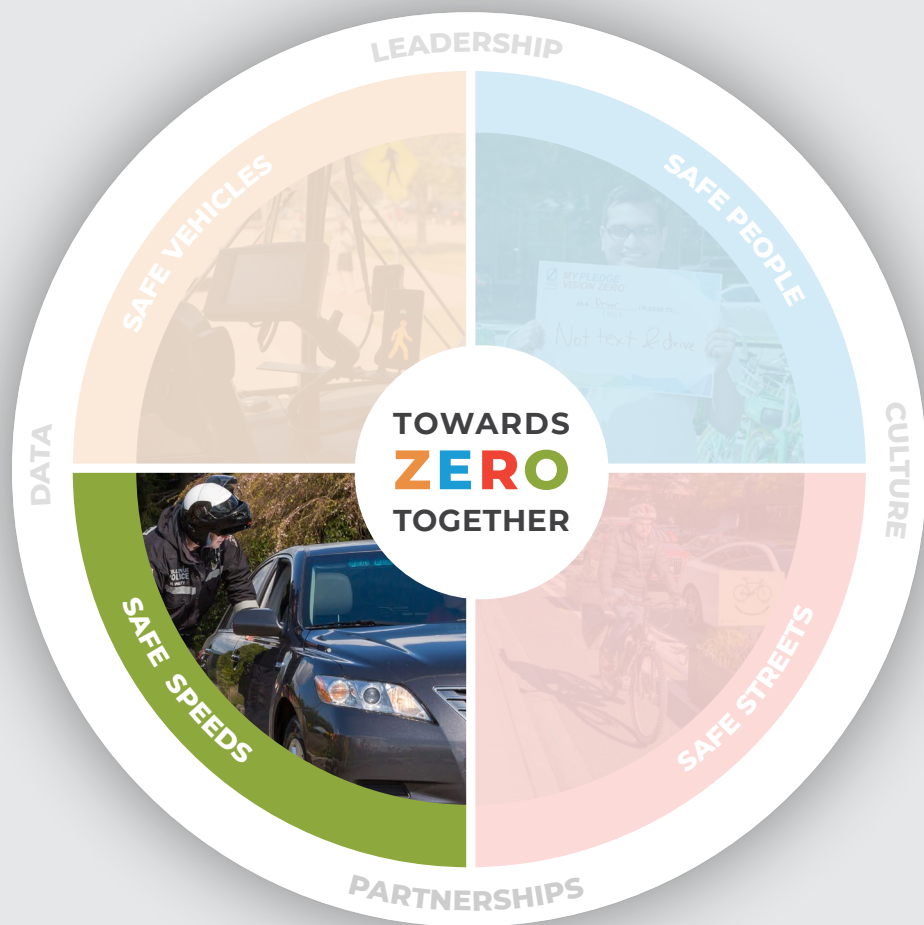 LEADERSHIP
SAFE VEHICLES
SAFE PEOPLE
MY PLEDGE
VISION ZERO
Not text & drive
DATA
CULTURE
TOWARDS
ZERO
TOGETHER
POLICE
SAFE SPEEDS
SAFE STREETS
PARTNERSHIPS